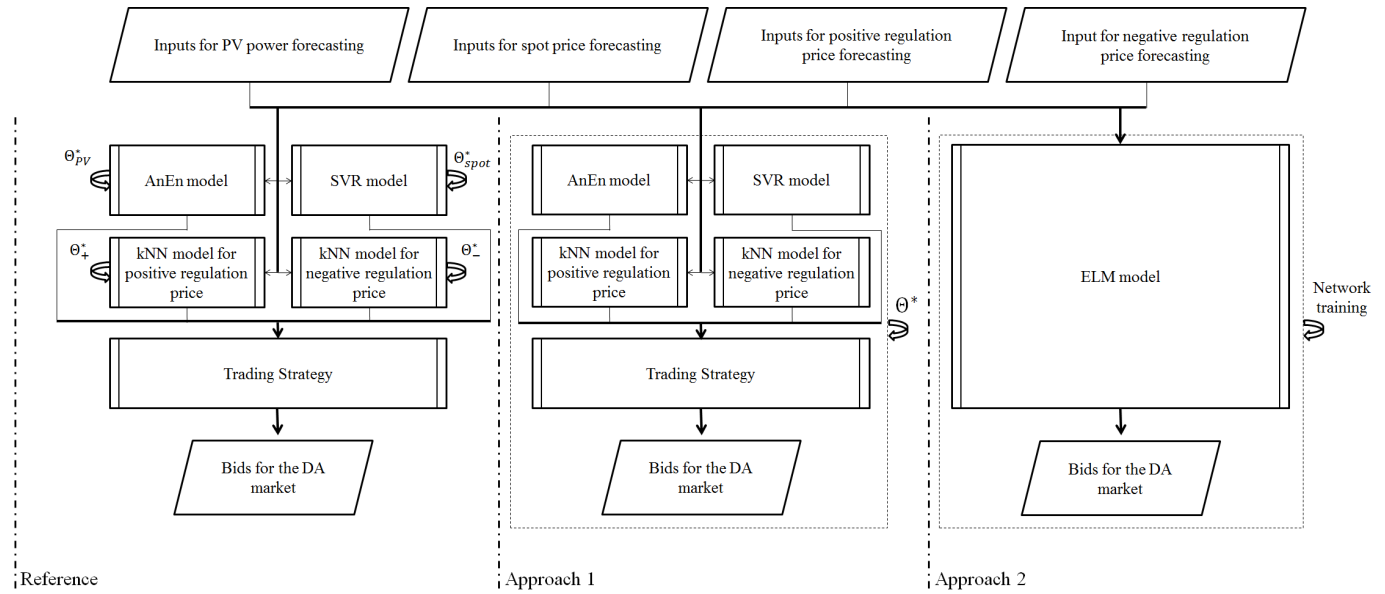 Inputs for PV power forecasting
Inputs for spot price forecasting
Inputs for positive regulation
price forecasting
Input for negative regulation
price forecasting
Θ*PV
AnEn model
SVR model
Θ*spot
Θ*+
kNN model for
positive regulation
price
kNN model for
negative regulation
price
Θ*−
Trading Strategy
Bids for the DA
market
Reference
AnEn model
SVR model
kNN model for
positive regulation
price
kNN model for
negative regulation
price
Θ*
Trading Strategy
Bids for the DA
market
Approach 1
ELM model
Network
training
Bids for the DA
market
Approach 2